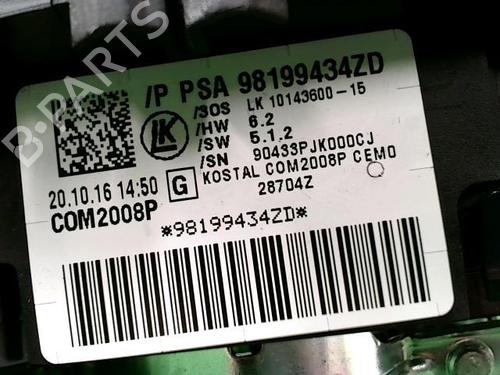 B-PARTS
/P PSA 98199434ZD
/SOS LK 10143600-15
/HW 6.2
/SW 5.1.2
/SN 90433PJK000CJ
KOSTAL COM2008P CEMO
28704Z
LK
20.10.16 14:50 G
COM2008P
*98199434ZD*